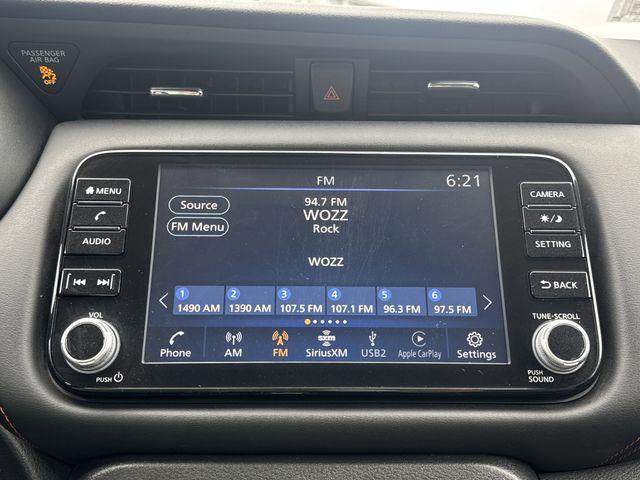 PASSENGER
AIR BAG
2
OFF
MENU
AUDIO
VOL
PUSH
FM
6:21
Source
FM Menu
94.7 FM
WOZZ
Rock
WOZZ
1 2 3 4 5 6
1490 AM 1390 AM 107.5 FM 107.1 FM 96.3 FM 97.5 FM
Phone AM FM SiriusXM USB2 Apple CarPlay Settings
sxm
CAMERA
SETTING
BACK
TUNE·SCROLL
PUSH
SOUND